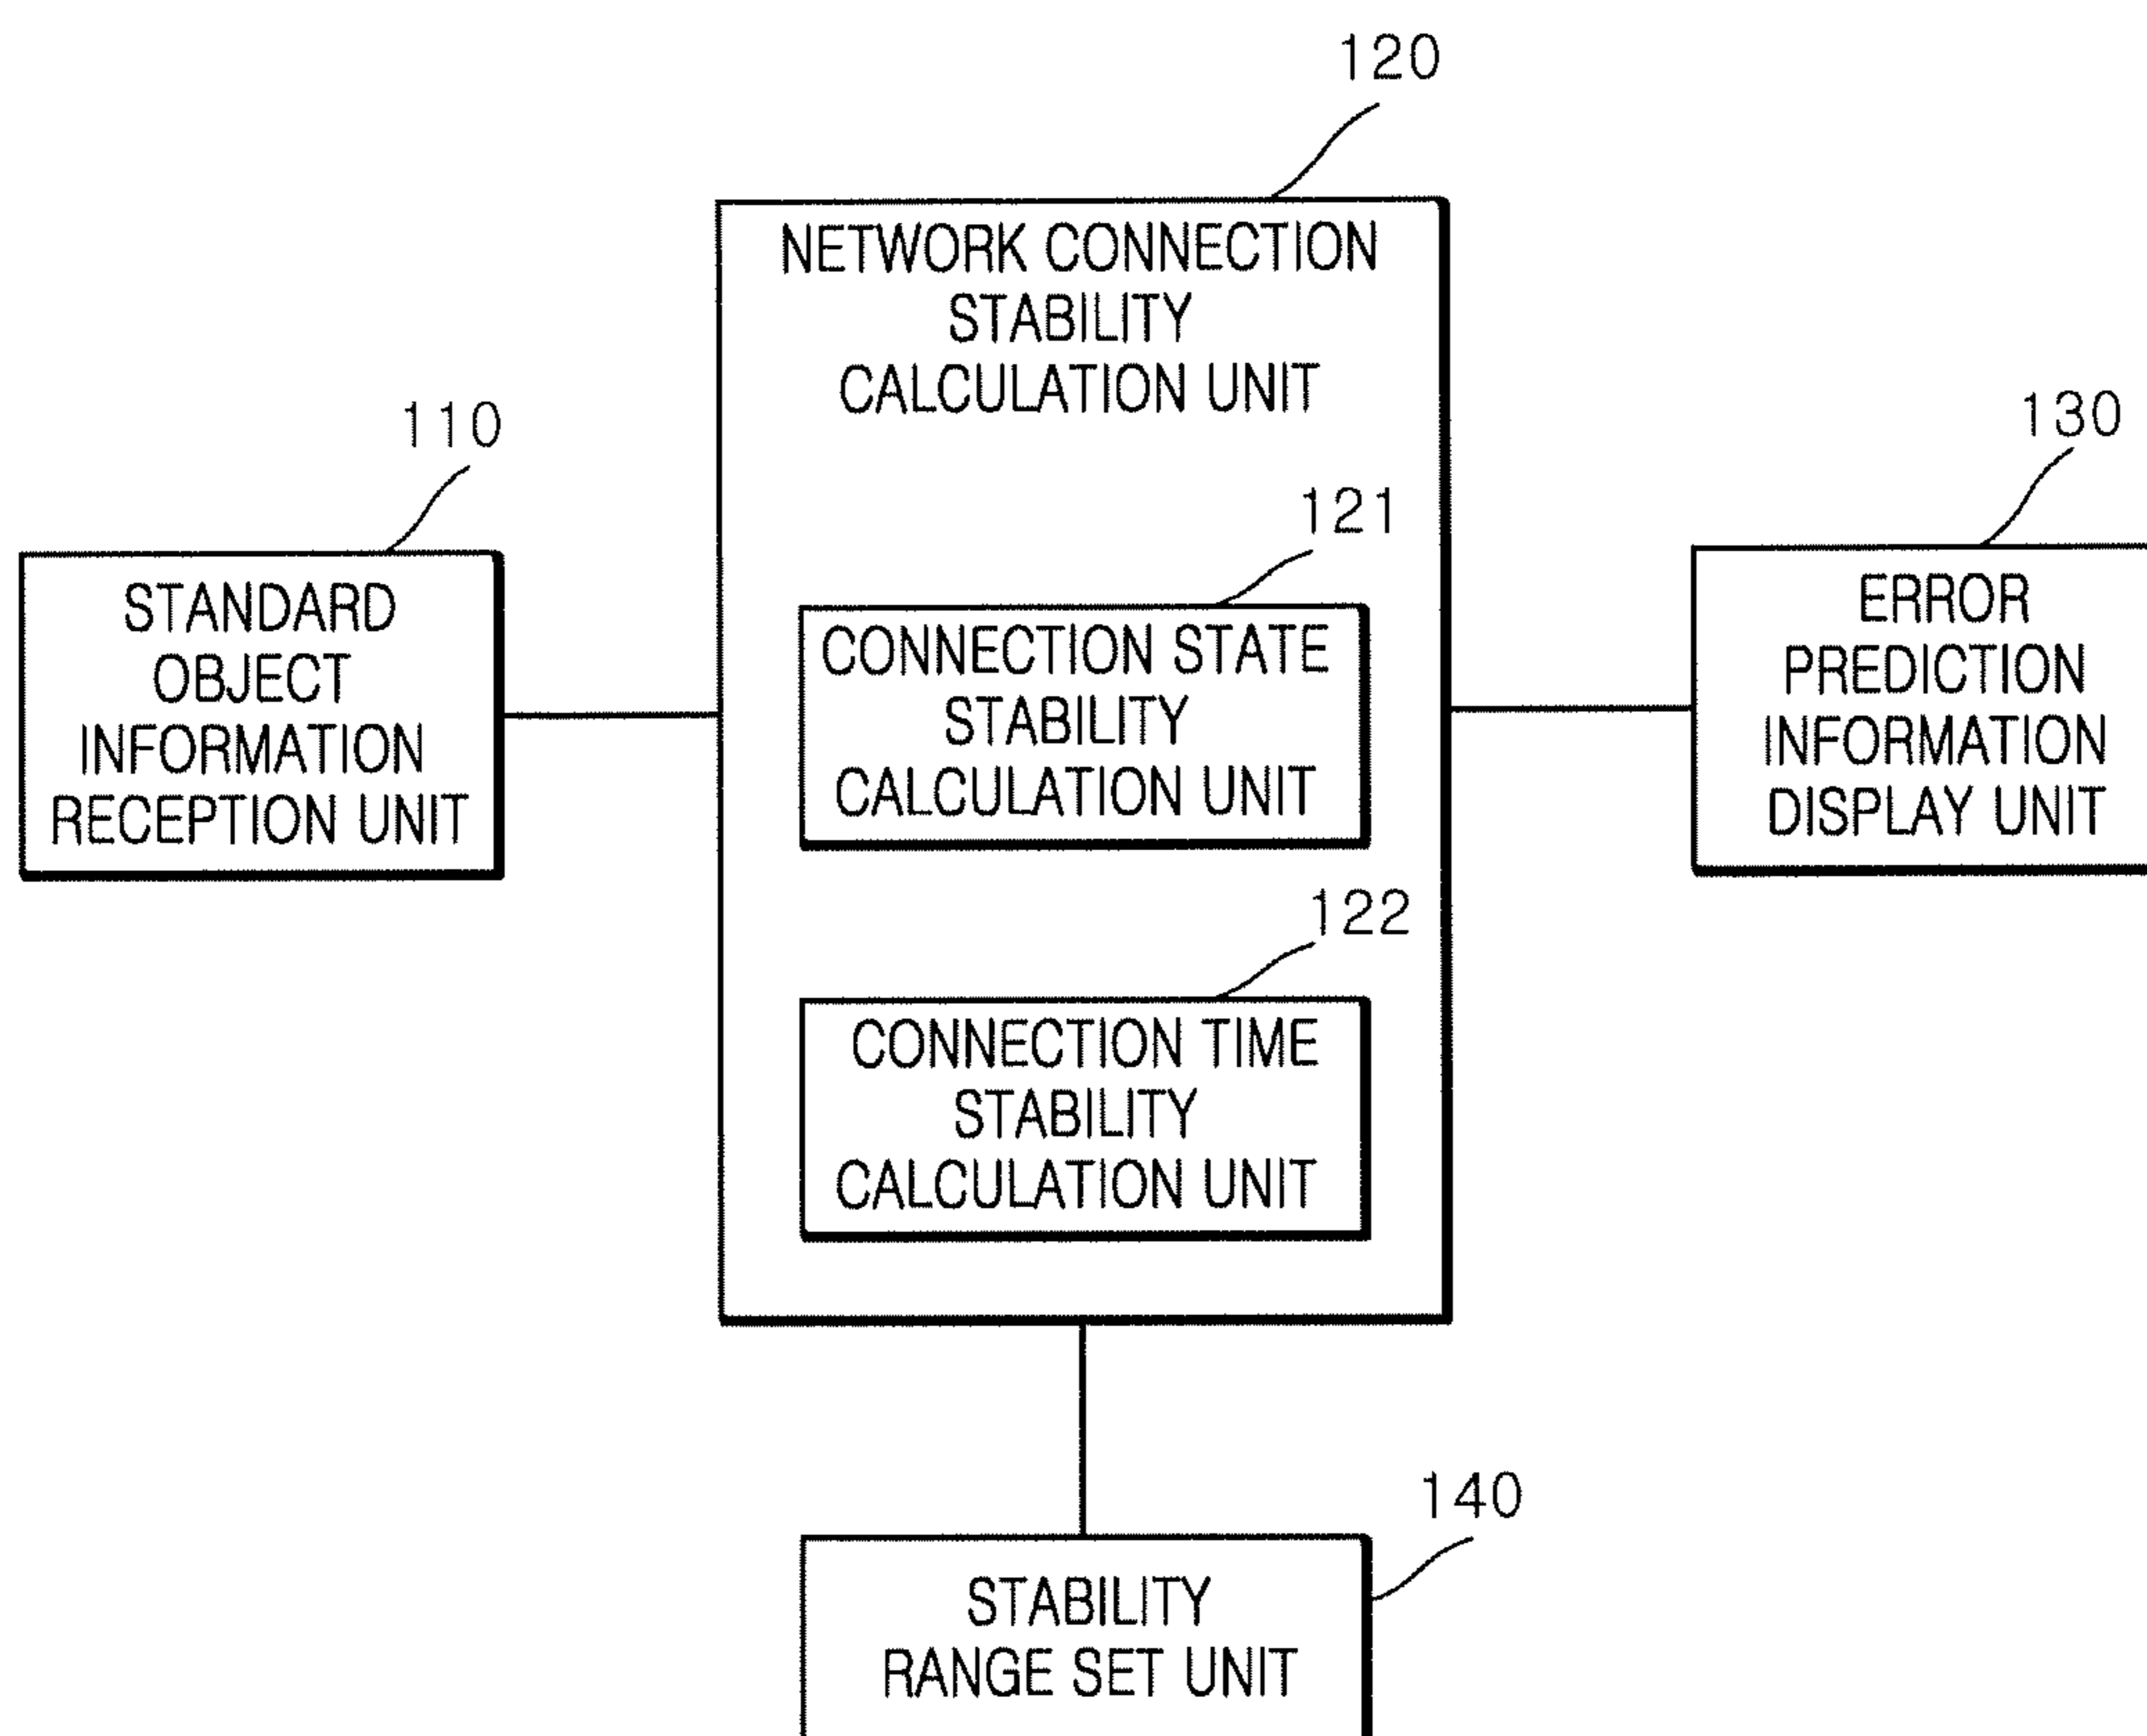 120
NETWORK CONNECTION
STABILITY
CALCULATION UNIT
110
STANDARD
OBJECT
INFORMATION
RECEPTION UNIT
121
CONNECTION STATE
STABILITY
CALCULATION UNIT
122
CONNECTION TIME
STABILITY
CALCULATION UNIT
130
ERROR
PREDICTION
INFORMATION
DISPLAY UNIT
140
STABILITY
RANGE SET UNIT